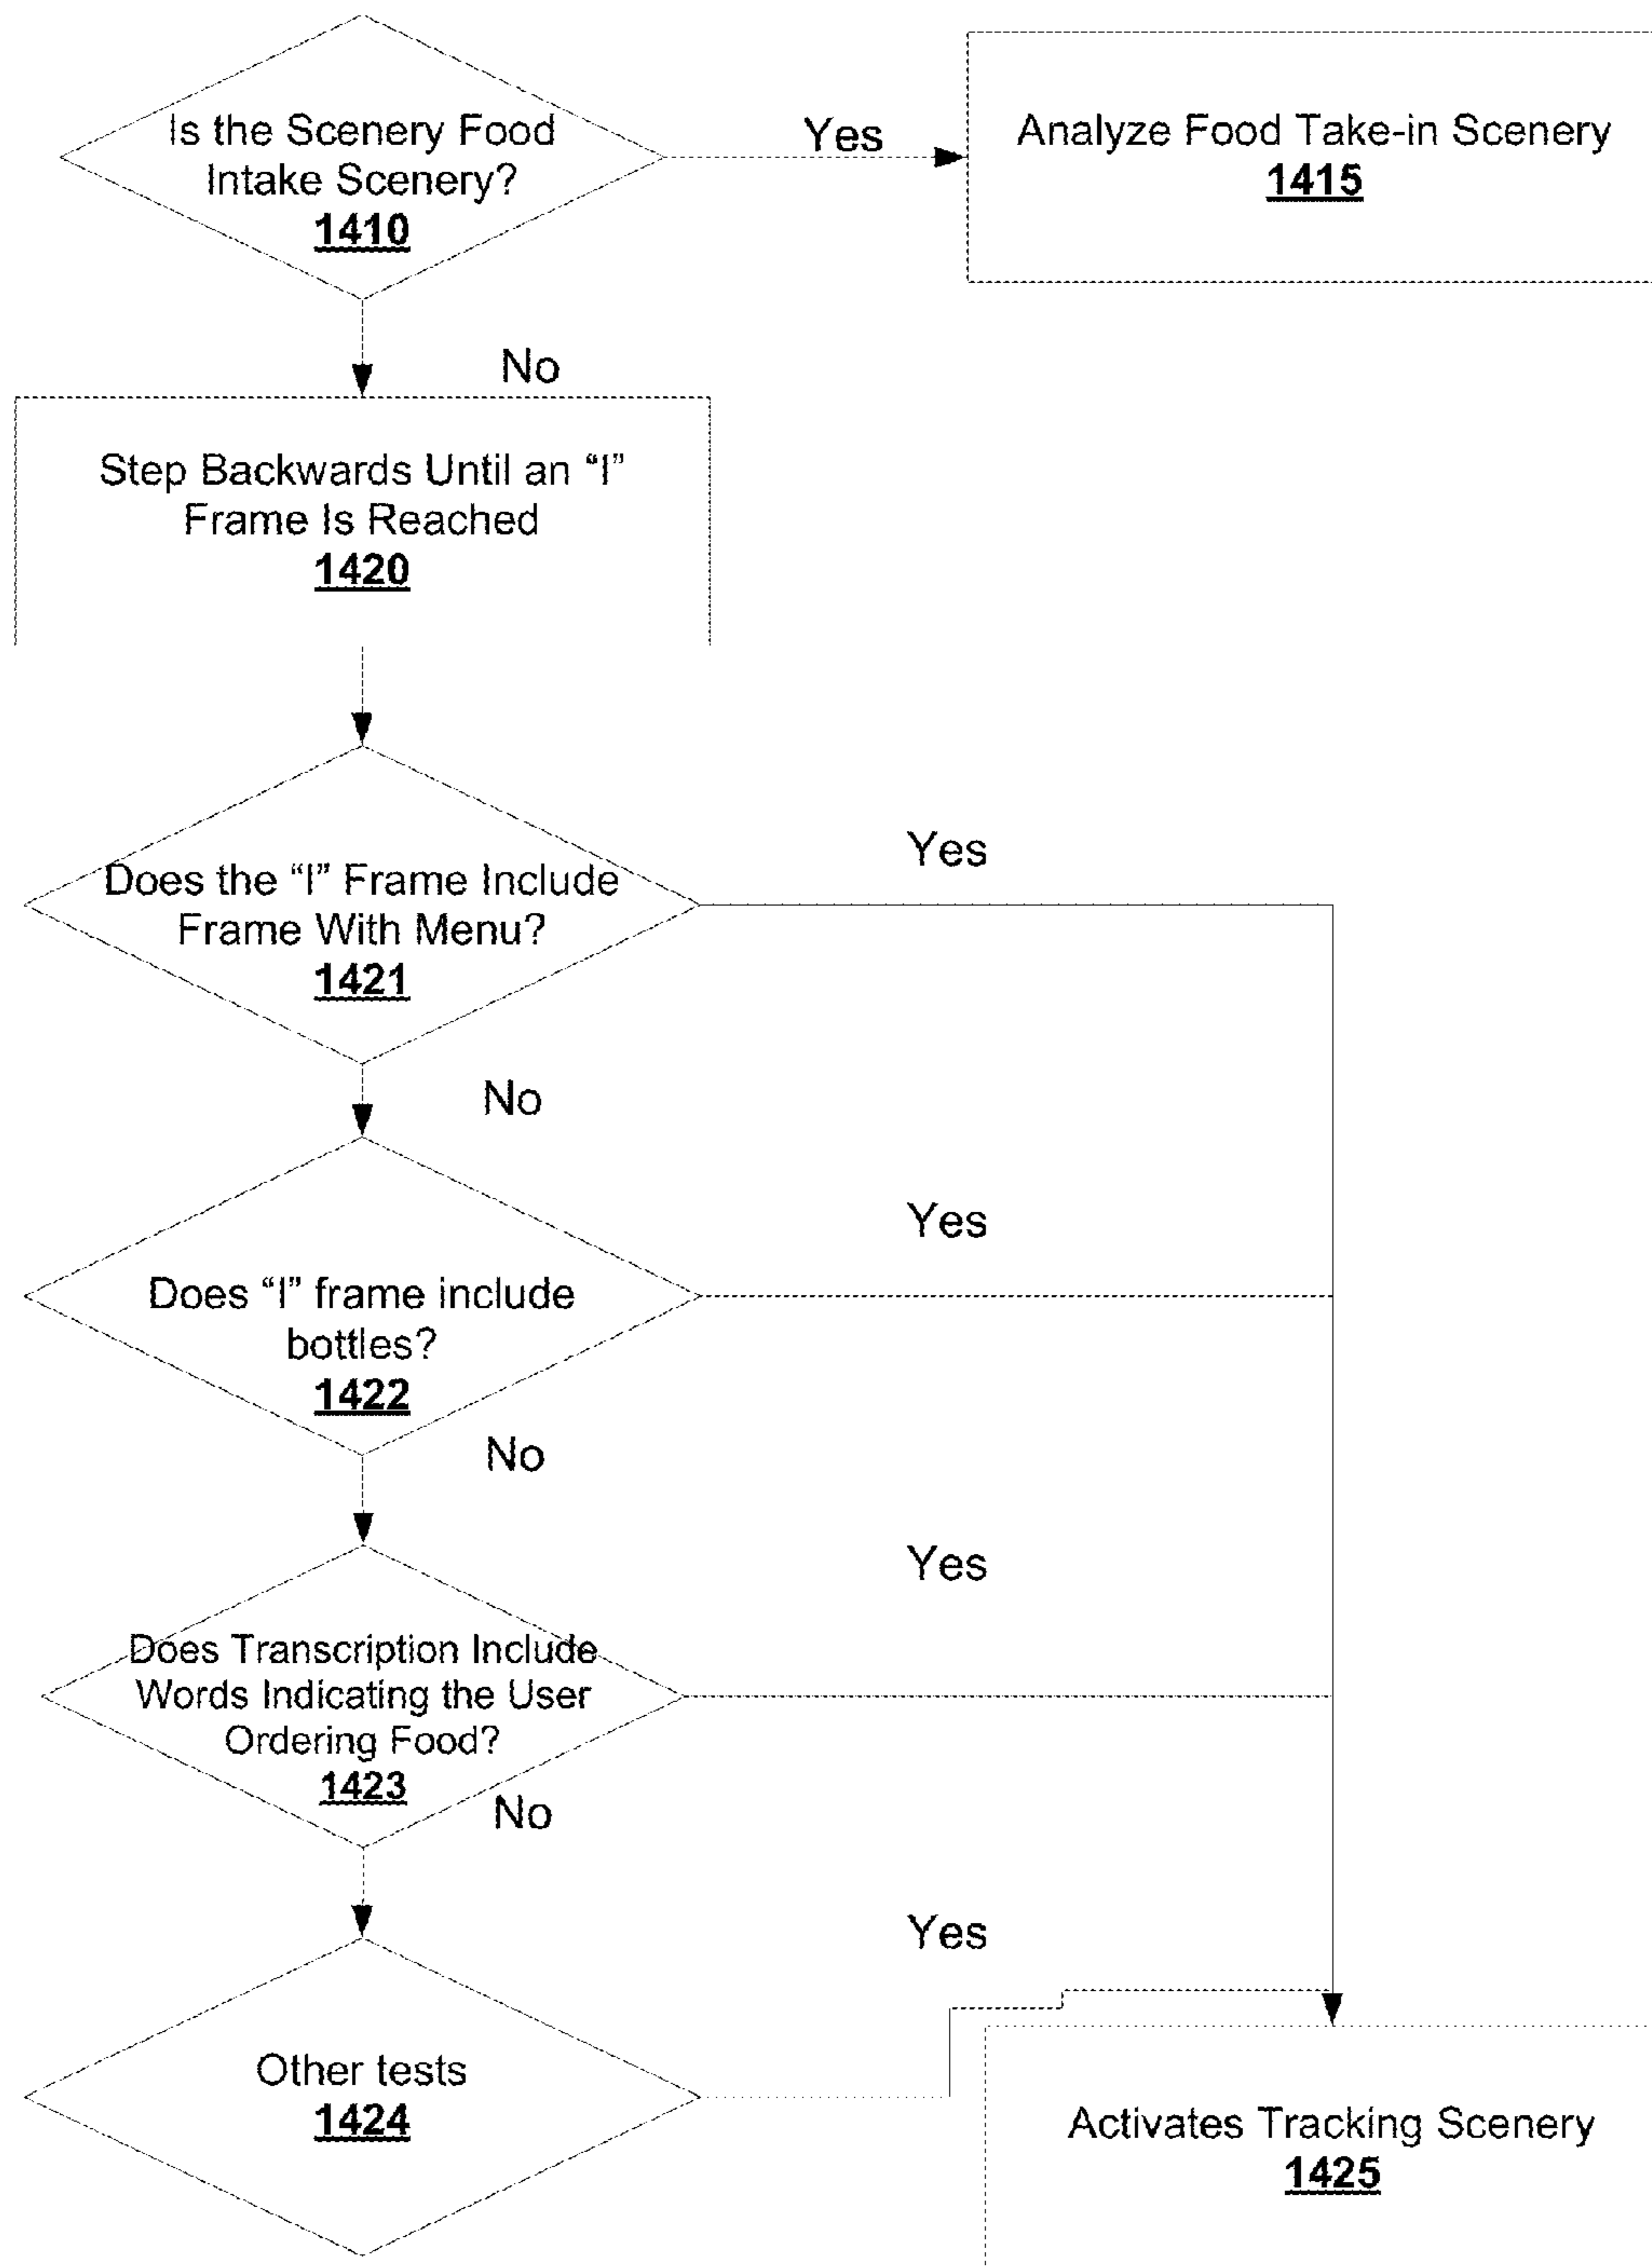 Is the Scenery Food
Intake Scenery?
1410
Yes
Analyze Food Take-in Scenery
1415
No
Step Backwards Until an “I”
Frame Is Reached
1420
Does the “I” Frame Include
Frame With Menu?
1421
Yes
No
Does “I” frame include
bottles?
1422
Yes
No
Does Transcription Include
Words Indicating the User
Ordering Food?
1423
Yes
No
Other tests
1424
Yes
Activates Tracking Scenery
1425